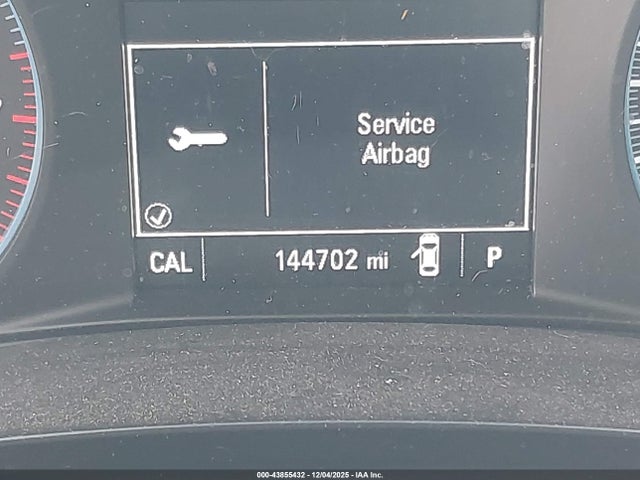 Service
Airbag
CAL 144702 mi P
000-43855432 - 12/04/2025 - IAA Inc.